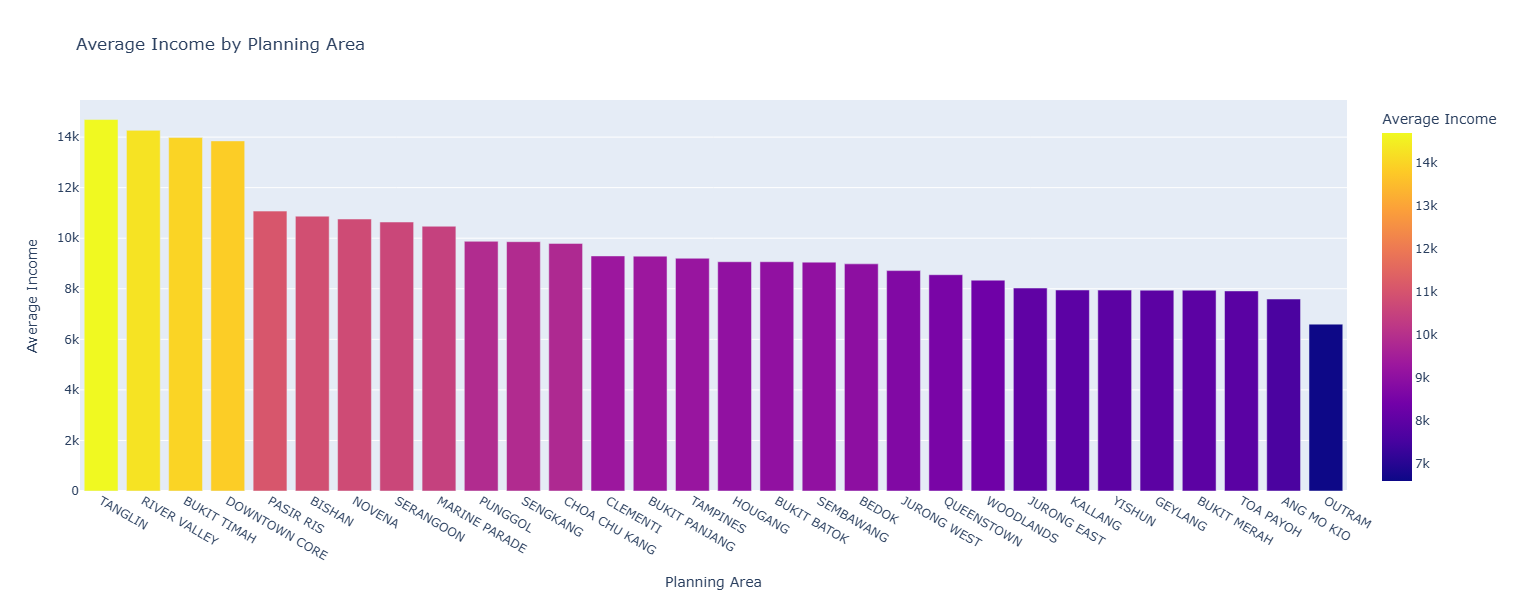 Average Income by Planning Area
Average Income
14k
12k
10k
8k
6k
4k
2k
0
TANGLIN
RIVER VALLEY
BUKIT TIMAH
DOWNTOWN CORE
PASIR RIS
BISHAN
NOVENA
SERANGOON
MARINE PARADE
PUNGGOL
SENGKANG
CHOA CHU KANG
CLEMENTI
BUKIT PANJANG
TAMPINES
HOUGANG
BUKIT BATOK
SEMBAWANG
BEDOK
JURONG WEST
QUEENSTOWN
WOODLANDS
JURONG EAST
KALLANG
YISHUN
GEYLANG
BUKIT MERAH
TOA PAYOH
ANG MO KIO
OUTRAM
Planning Area
Average Income
14k
13k
12k
11k
10k
9k
8k
7k